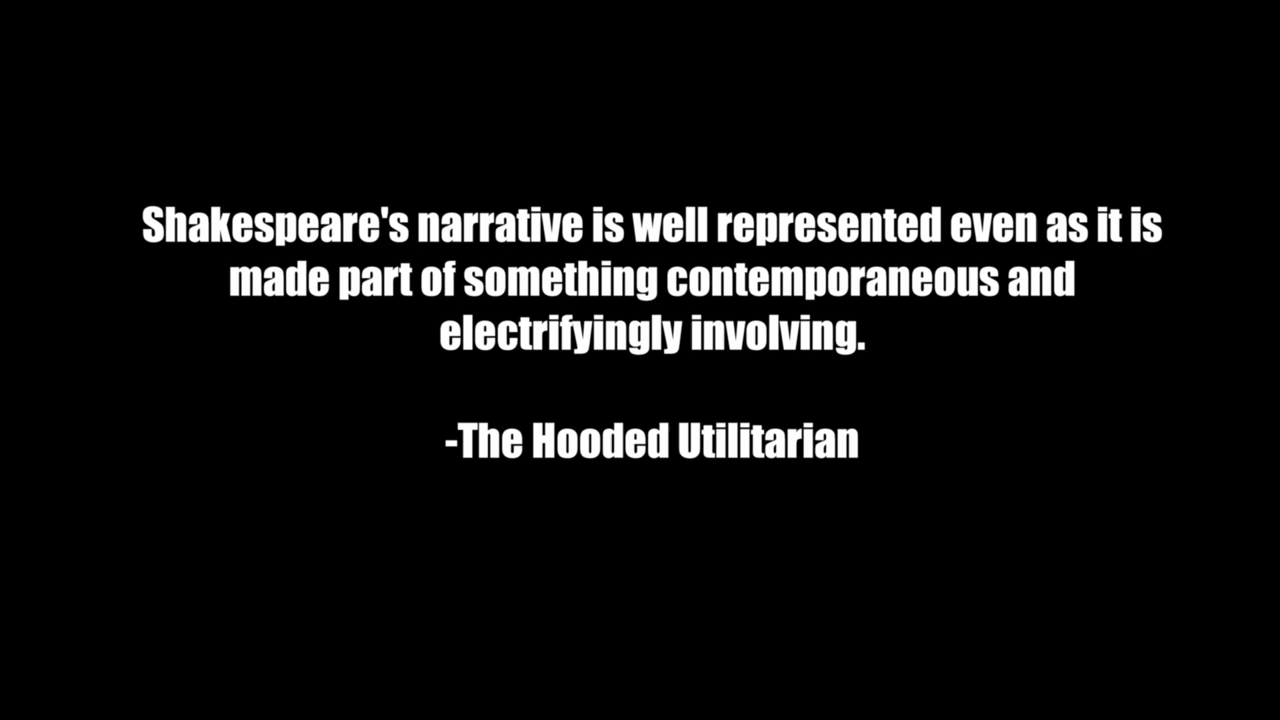 Shakespeare's narrative is well represented even as it is
made part of something contemporaneous and
electrifyingly involving.
-The Hooded Utilitarian